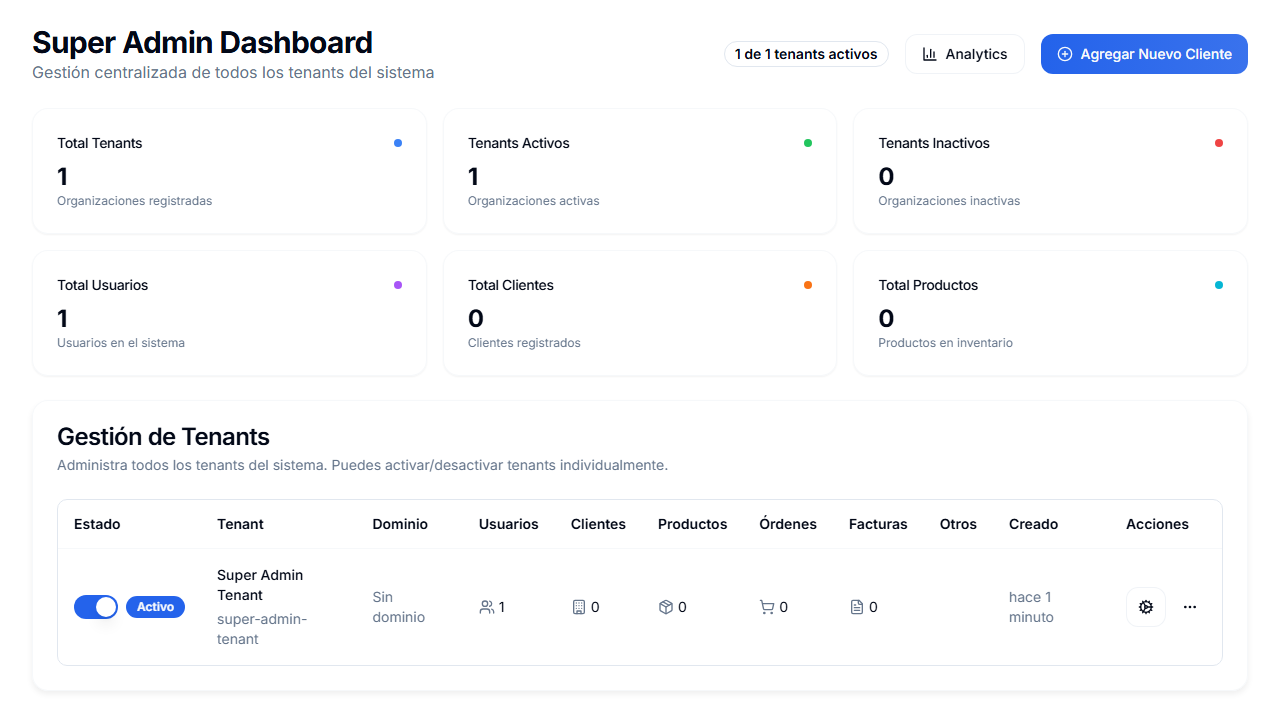 Super Admin Dashboard
Gestión centralizada de todos los tenants del sistema
1 de 1 tenants activos
Analytics
Agregar Nuevo Cliente
Total Tenants
1
Organizaciones registradas
Tenants Activos
1
Organizaciones activas
Tenants Inactivos
0
Organizaciones inactivas
Total Usuarios
1
Usuarios en el sistema
Total Clientes
0
Clientes registrados
Total Productos
0
Productos en inventario
Gestión de Tenants
Administra todos los tenants del sistema. Puedes activar/desactivar tenants individualmente.
Estado Tenant Dominio Usuarios Clientes Productos Órdenes Facturas Otros Creado Acciones
Activo
Super Admin
Tenant
super-admin-
tenant
Sin
dominio
1
0
0
0
0
hace 1
minuto